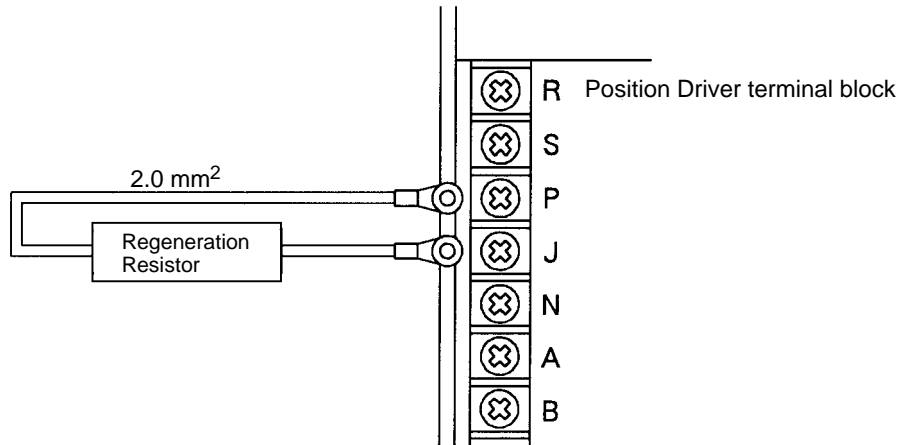 R Position Driver terminal block
S
2.0 mm²
P
Regeneration
Resistor
J
N
A
B